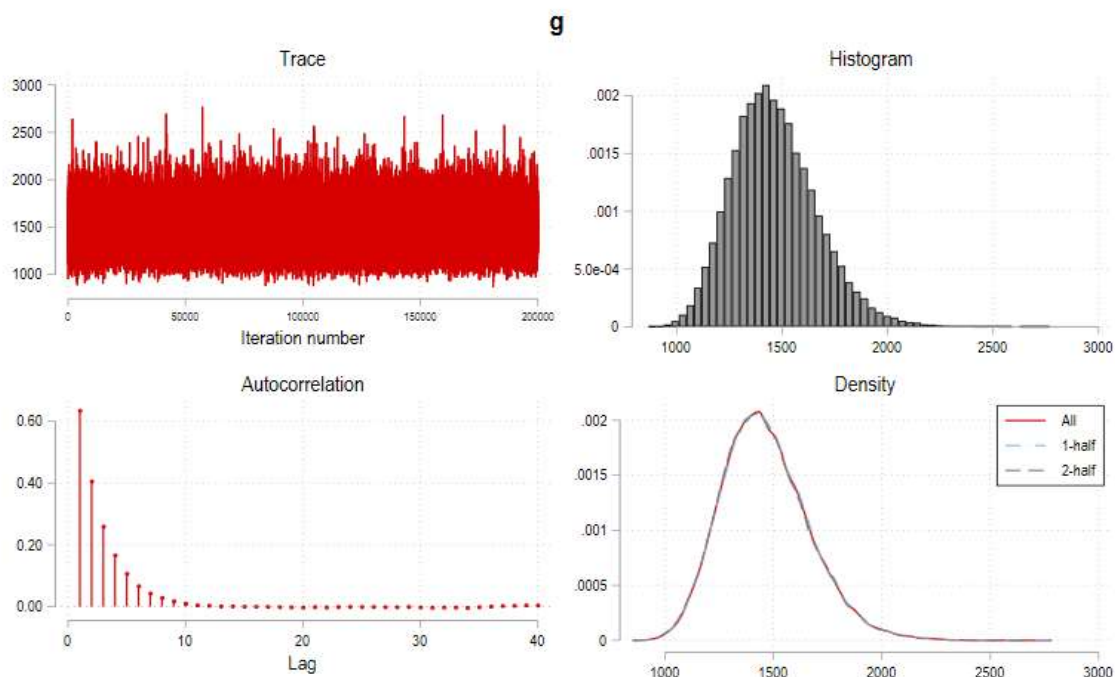 g
Trace
3000
2500
2000
1500
1000
0 50000 100000 150000 200000
Iteration number
Histogram
.002
.0015
.001
5.0e-04
0
1000 1500 2000 2500 3000
Autocorrelation
0.60
0.40
0.20
0.00
0 10 20 30 40
Lag
Density
All
1-half
2-half
.002
.0015
.001
.0005
0
1000 1500 2000 2500 3000